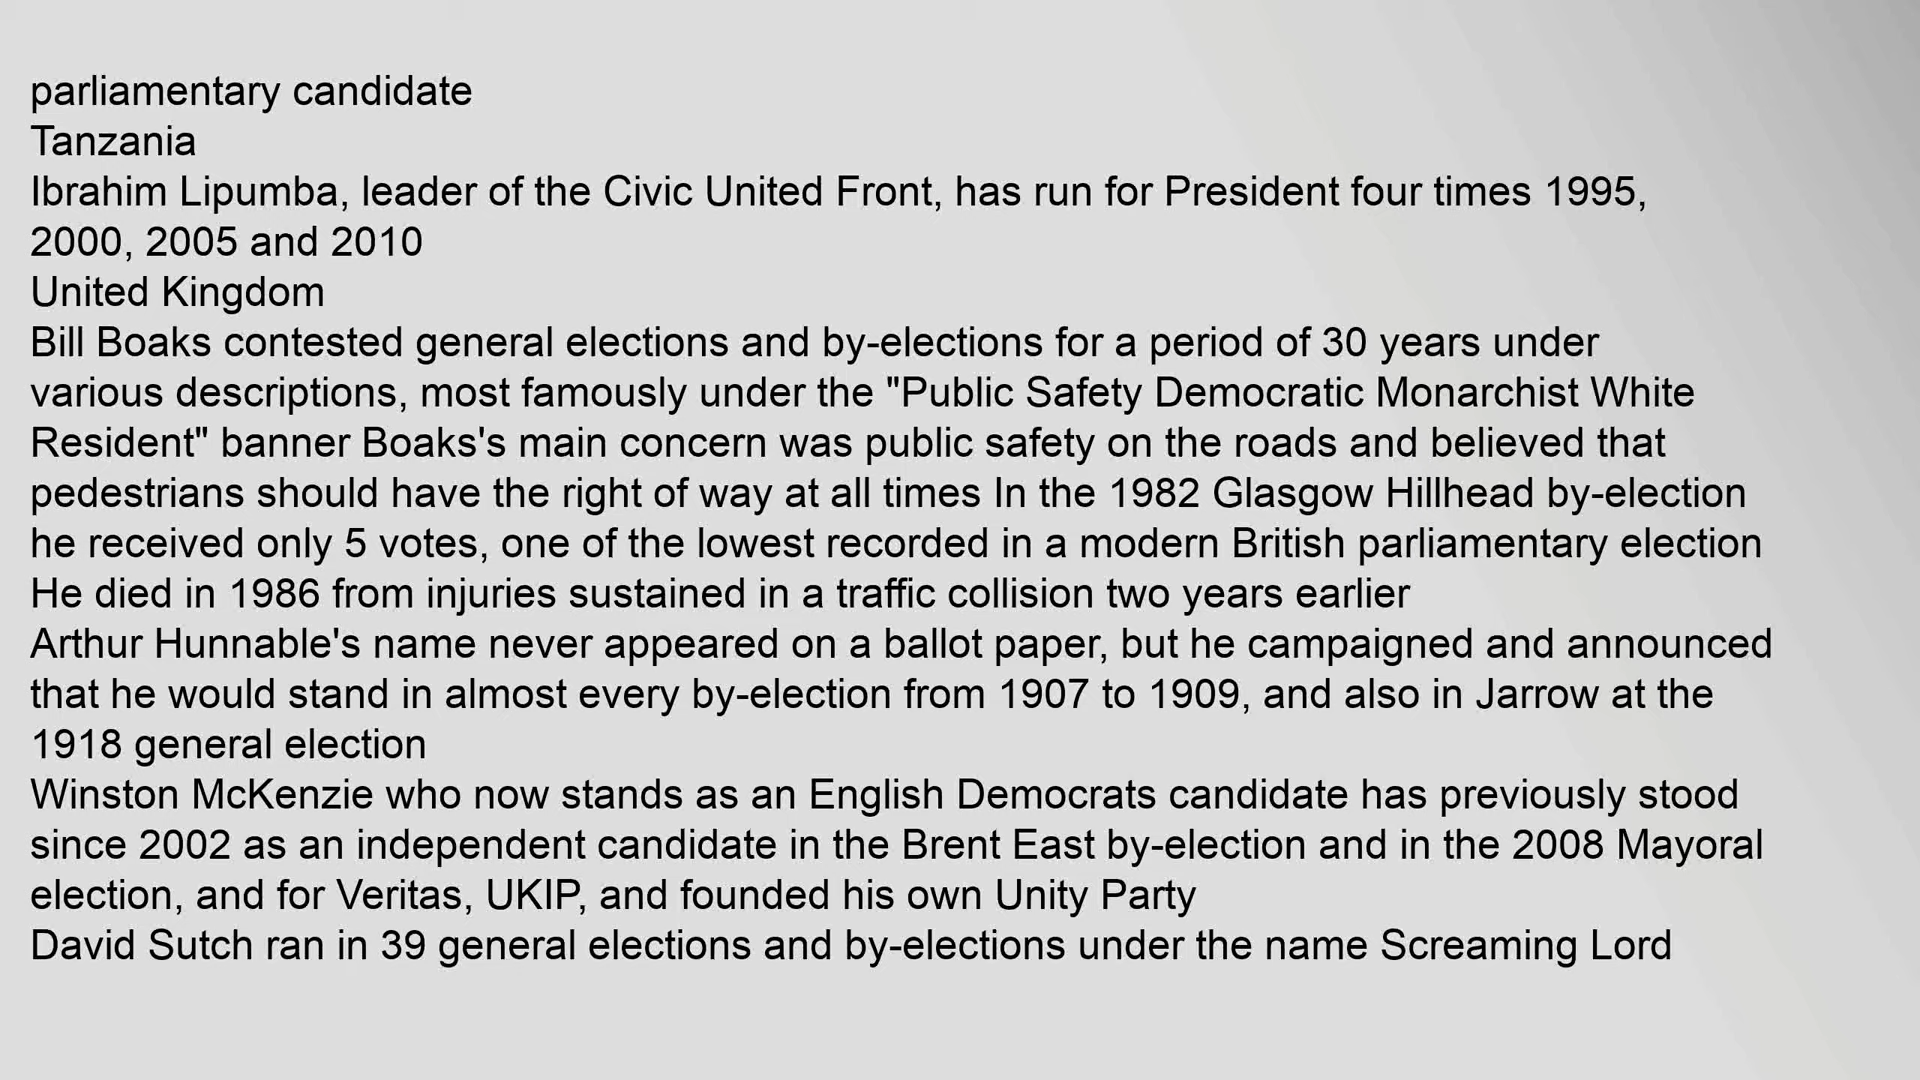 parliamentary candidate
Tanzania
Ibrahim Lipumba, leader of the Civic United Front, has run for President four times 1995,
2000, 2005 and 2010
United Kingdom
Bill Boaks contested general elections and by-elections for a period of 30 years under
various descriptions, most famously under the "Public Safety Democratic Monarchist White
Resident" banner Boaks's main concern was public safety on the roads and believed that
pedestrians should have the right of way at all times In the 1982 Glasgow Hillhead by-election
he received only 5 votes, one of the lowest recorded in a modern British parliamentary election
He died in 1986 from injuries sustained in a traffic collision two years earlier
Arthur Hunnable's name never appeared on a ballot paper, but he campaigned and announced
that he would stand in almost every by-election from 1907 to 1909, and also in Jarrow at the
1918 general election
Winston McKenzie who now stands as an English Democrats candidate has previously stood
since 2002 as an independent candidate in the Brent East by-election and in the 2008 Mayoral
election, and for Veritas, UKIP, and founded his own Unity Party
David Sutch ran in 39 general elections and by-elections under the name Screaming Lord